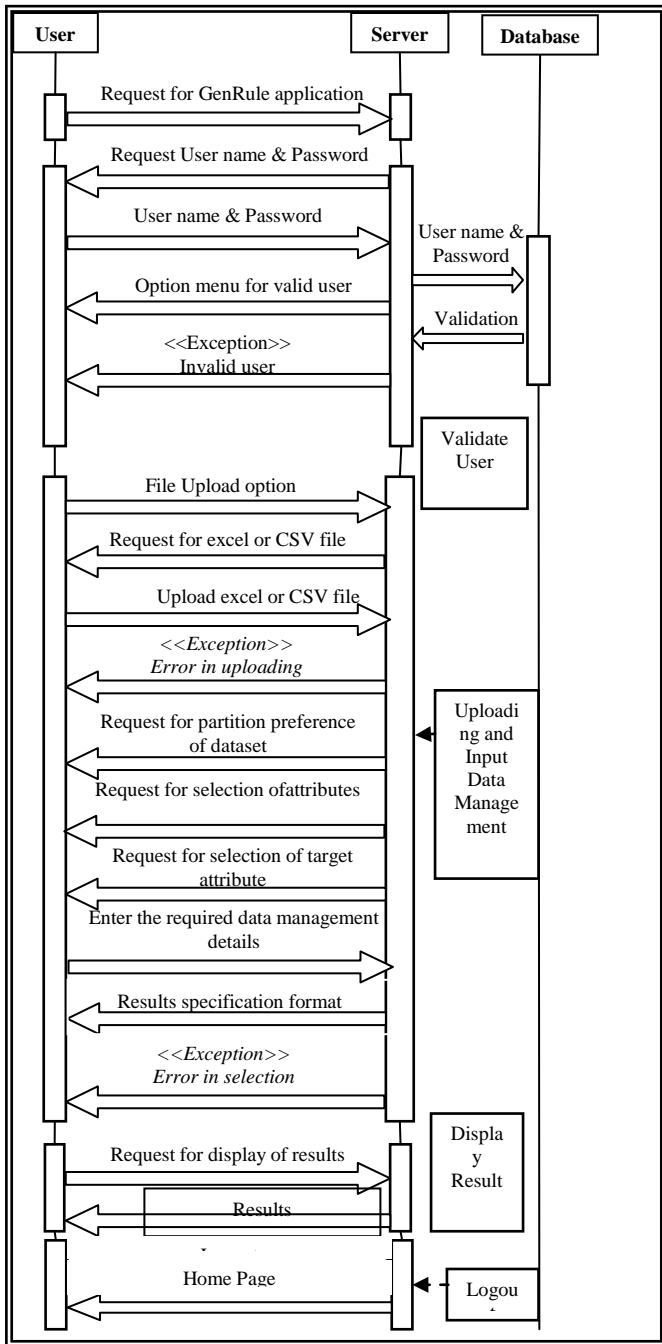 User
Server
Database
Request for GenRule application
Request User name & Password
User name & Password
User name &
Password
Option menu for valid user
Validation
<<Exception>>
Invalid user
Validate
User
File Upload option
Request for excel or CSV file
Upload excel or CSV file
<<Exception>>
Error in uploading
Uploadi
ng and
Input
Data
Manage
ment
Request for partition preference
of dataset
Request for selection ofattributes
Request for selection of target
attribute
Enter the required data management
details
Results specification format
<<Exception>>
Error in selection
Displa
y
Result
Request for display of results
Results
Home Page
Logou